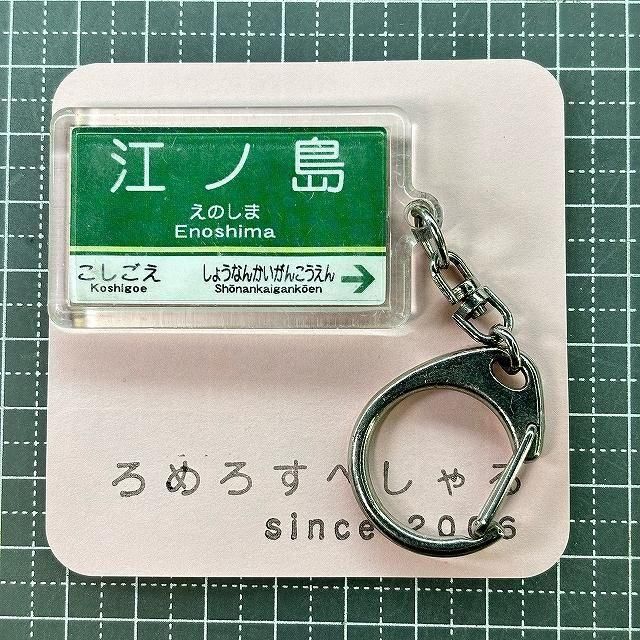 江ノ島
えのしま
Enoshima
こしごえ しょうなんかいがんこうえん
Koshigoe Shōnankaigankōen
ろめろすぺしゃる
since 2006